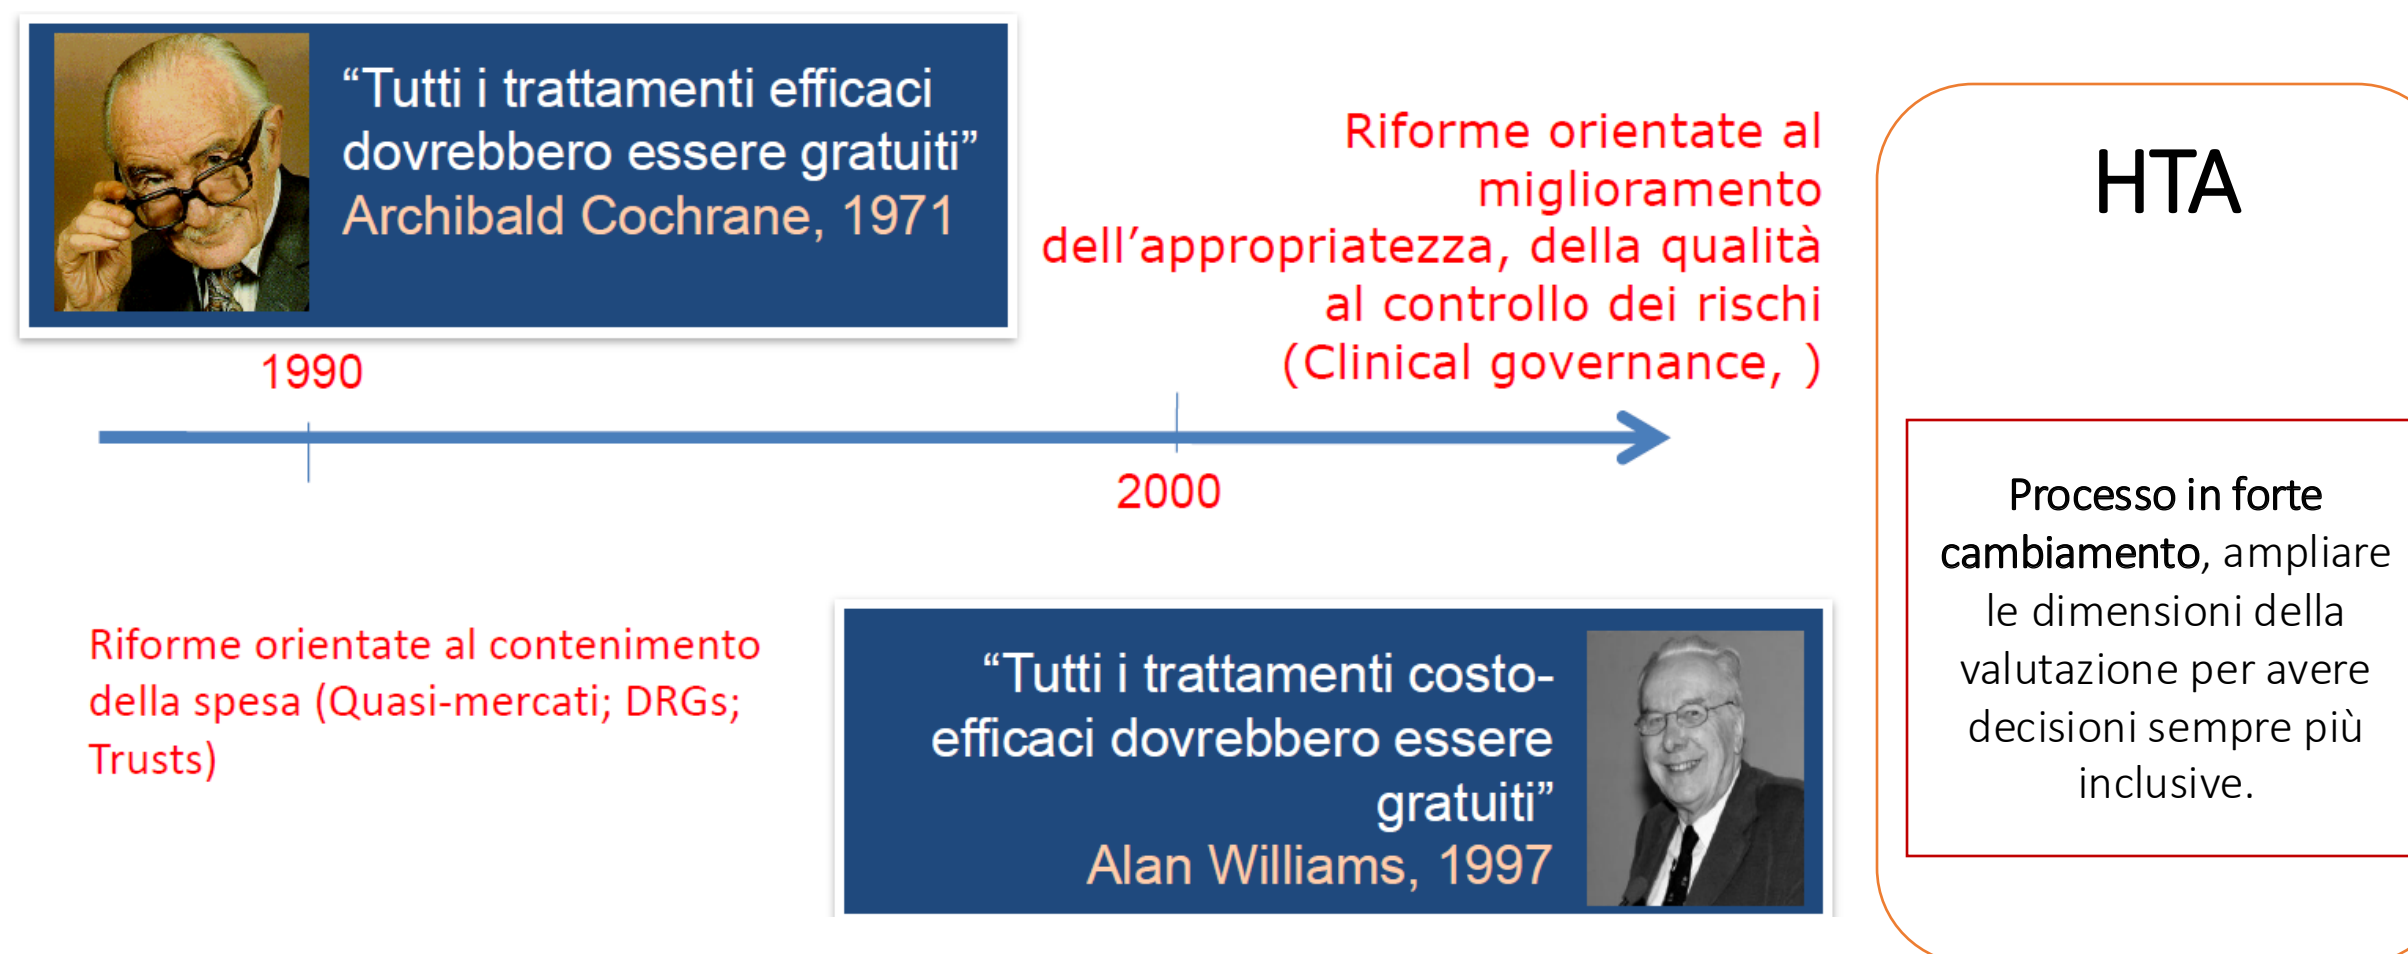 “Tutti i trattamenti efficaci
dovrebbero essere gratuiti”
Archibald Cochrane, 1971
Riforme orientate al
miglioramento
dell’appropriatezza, della qualità
al controllo dei rischi
(Clinical governance, )
1990
2000
Riforme orientate al contenimento
della spesa (Quasi-mercati; DRGs;
Trusts)
“Tutti i trattamenti costo-
efficaci dovrebbero essere
gratuiti”
Alan Williams, 1997
HTA
Processo in forte
cambiamento, ampliare
le dimensioni della
valutazione per avere
decisioni sempre più
inclusive.